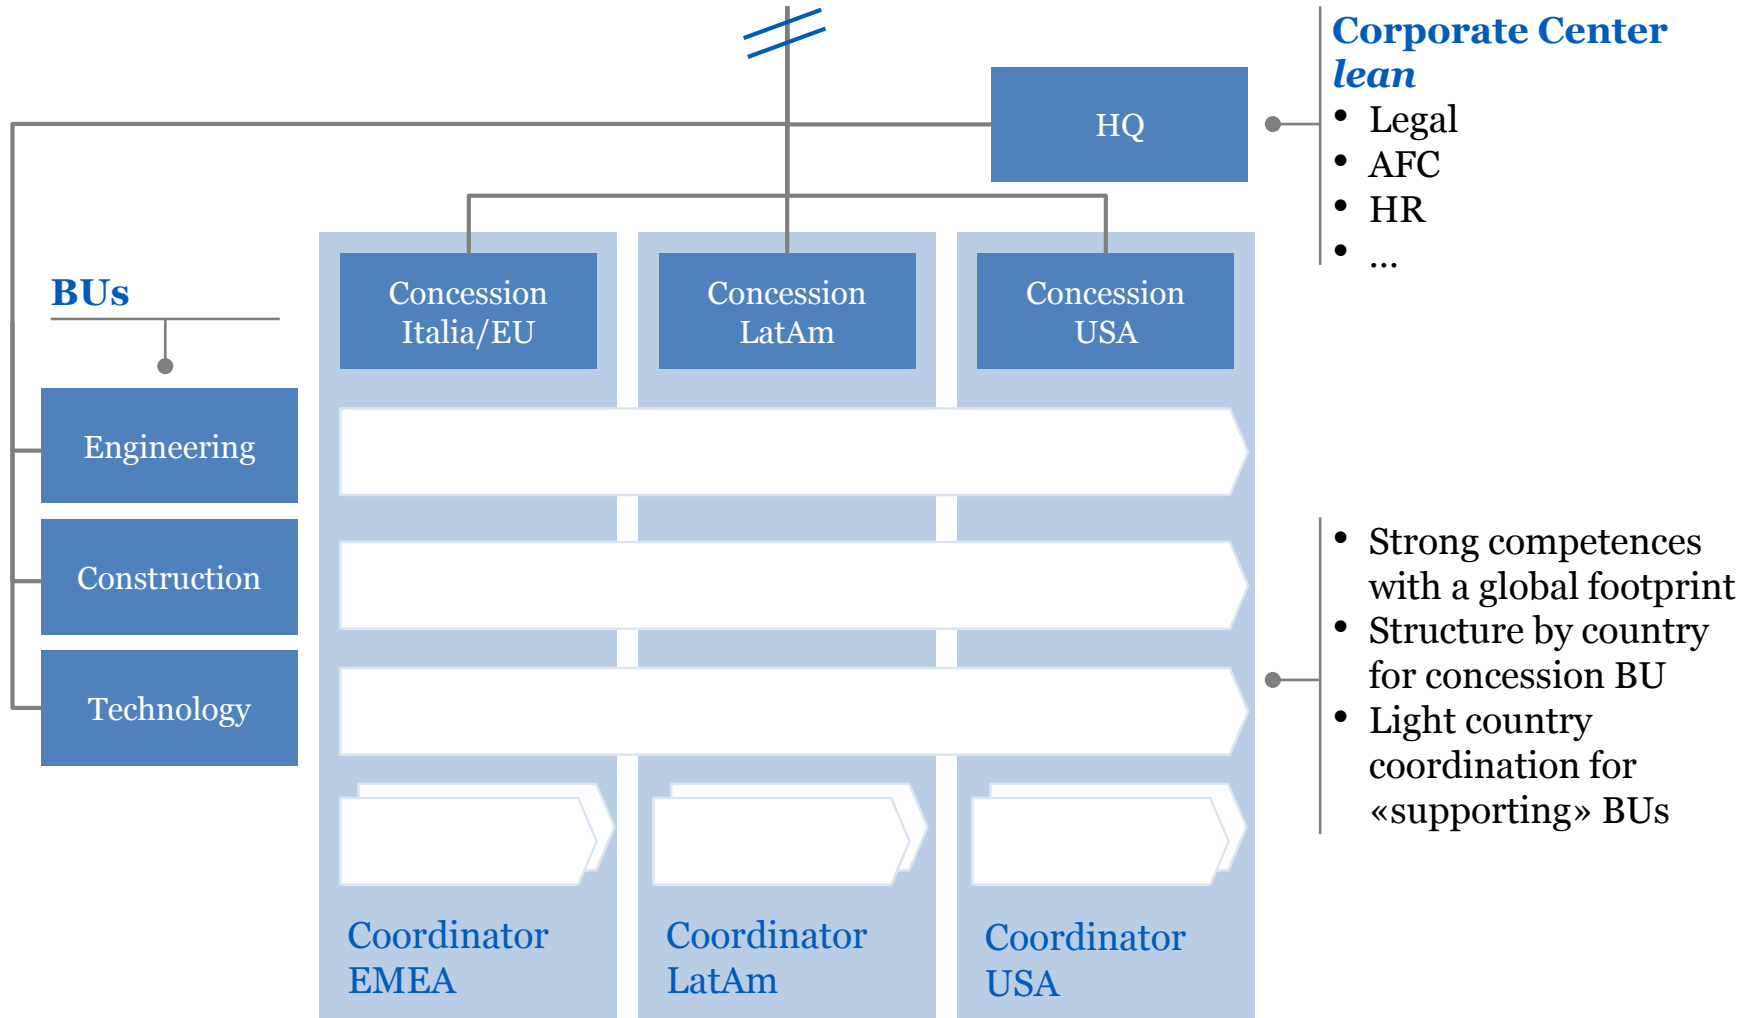 Corporate Center
lean
• Legal
• AFC
• HR
• ...
HQ
BUs
Concession
Italia/EU
Concession
LatAm
Concession
USA
Engineering
Construction
Technology
• Strong competences
with a global footprint
• Structure by country
for concession BU
• Light country
coordination for
«supporting» BUs
Coordinator
EMEA
Coordinator
LatAm
Coordinator
USA